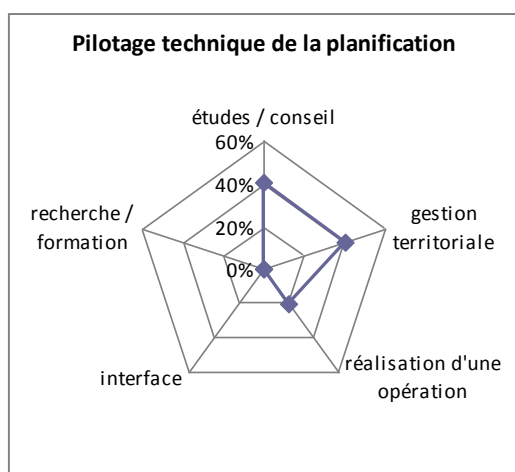 Pilotage technique de la planification
études / conseil
60%
40%
20%
0%
recherche /
formation
gestion
territoriale
interface
réalisation d'une
opération